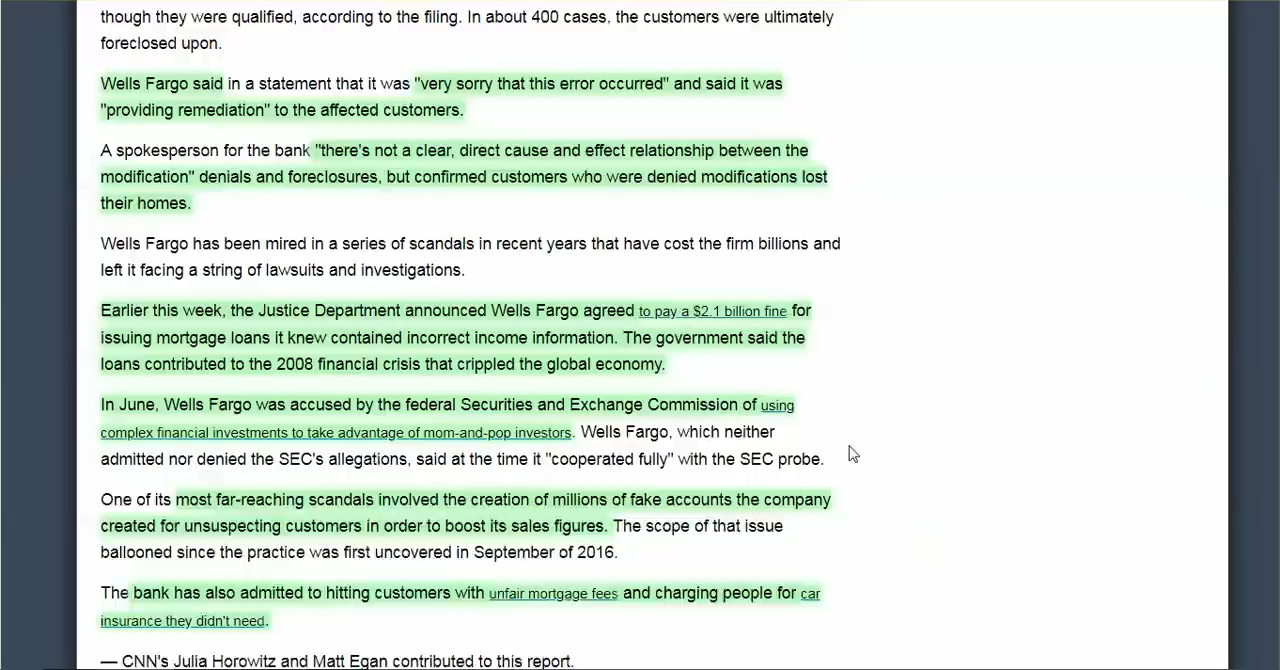 though they were qualified, according to the filing. In about 400 cases, the customers were ultimately
foreclosed upon.
Wells Fargo said in a statement that it was "very sorry that this error occurred" and said it was
"providing remediation" to the affected customers.
A spokesperson for the bank "there's not a clear, direct cause and effect relationship between the
modification" denials and foreclosures, but confirmed customers who were denied modifications lost
their homes.
Wells Fargo has been mired in a series of scandals in recent years that have cost the firm billions and
left it facing a string of lawsuits and investigations.
Earlier this week, the Justice Department announced Wells Fargo agreed to pay a $2.1 billion fine for
issuing mortgage loans it knew contained incorrect income information. The government said the
loans contributed to the 2008 financial crisis that crippled the global economy.
In June, Wells Fargo was accused by the federal Securities and Exchange Commission of using
complex financial investments to take advantage of mom-and-pop investors. Wells Fargo, which neither
admitted nor denied the SEC's allegations, said at the time it "cooperated fully" with the SEC probe.
One of its most far-reaching scandals involved the creation of millions of fake accounts the company
created for unsuspecting customers in order to boost its sales figures. The scope of that issue
ballooned since the practice was first uncovered in September of 2016.
The bank has also admitted to hitting customers with unfair mortgage fees and charging people for car
insurance they didn't need.
— CNN's Julia Horowitz and Matt Egan contributed to this report.